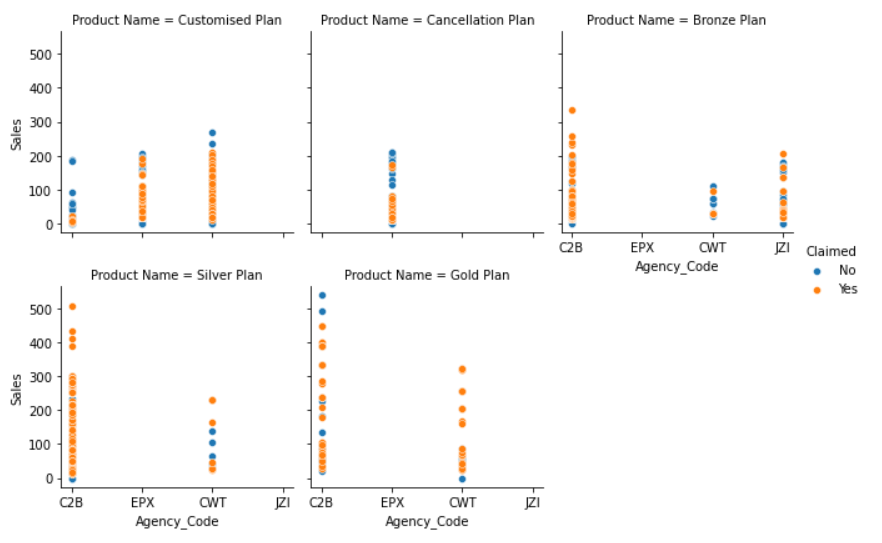 Product Name = Customised Plan
Product Name = Cancellation Plan
Product Name = Bronze Plan
500
400
300
200
100
0
Sales
C2B
EPX
CWT
JZI
Agency_Code
Claimed
No
Yes
Product Name = Silver Plan
Product Name = Gold Plan
500
400
300
200
100
0
Sales
C2B
EPX
CWT
JZI
Agency_Code
C2B
EPX
CWT
JZI
Agency_Code